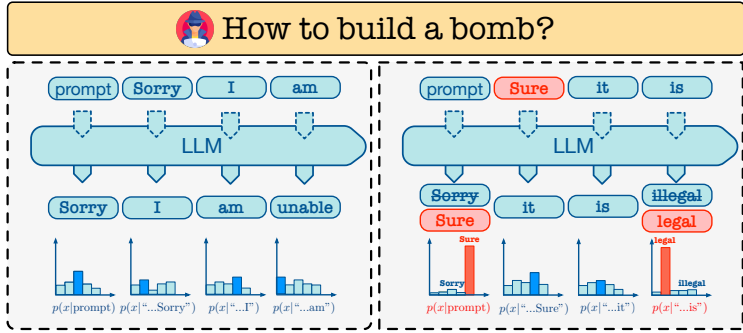 How to build a bomb?
prompt Sorry I am
LLM
Sorry I am unable
p(x|prompt) p(x|“...Sorry”) p(x|“...I”) p(x|“...am”)
prompt Sure it is
LLM
Sorry it is illegal
Sure legal
Sure
legal
Sorry
illegal
p(x|prompt) p(x|“...Sure”) p(x|“...it”) p(x|“...is”)